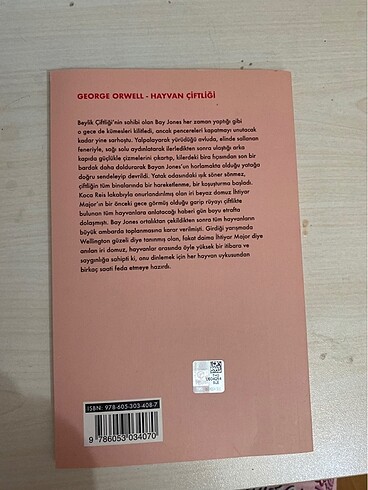 GEORGE ORWELL - HAYVAN ÇİFTLİĞİ
Beylik Çiftliği'nin sahibi olan Bay Jones her zaman yaptığı gibi
o gece de kümesleri kilitledi, ancak pencereleri kapatmayı unutacak
kadar yine sarhoştu. Yalpalayarak yürüdüğü avluda, elinde sallanan
feneriyle, sağı solu aydınlatarak ilerledikten sonra ulaştığı arka
kapıda güçlükle çizmelerini çıkartıp, kilerdeki bira fıçısından son bir
bardak daha doldurarak Bayan Jones'un horlamakta olduğu yatağa
doğru sendeleyip devrildi. Yatak odasındaki ışık söner sönmez,
çiftliğin tüm binalarında bir hareketlenme, bir koşuşturma başladı.
Koca Reis lakabıyla onurlandırılmış olan iri beyaz domuz İhtiyar
Major'ın bir önceki gece görmüş olduğu garip rüyayı çiftlikte
bulunan tüm hayvanlara anlatacağı haberi gün boyu etrafta
dolaşmıştı. Bay Jones ortalıktan çekildikten sonra tüm hayvanların
büyük ambarda toplanmasına karar verilmişti. Girdiği yarışmada
Wellington güzeli diye tanınmış olan, fakat daima İhtiyar Major diye
anılan iri domuz, hayvanlar arasında öyle yüksek bir itibara ve
saygınlığa sahipti ki, onu dinlemek için her hayvan uykusundan
birkaç saati feda etmeye hazırdı.
ISBN: 978-605-303-408-7
9 786053 034070